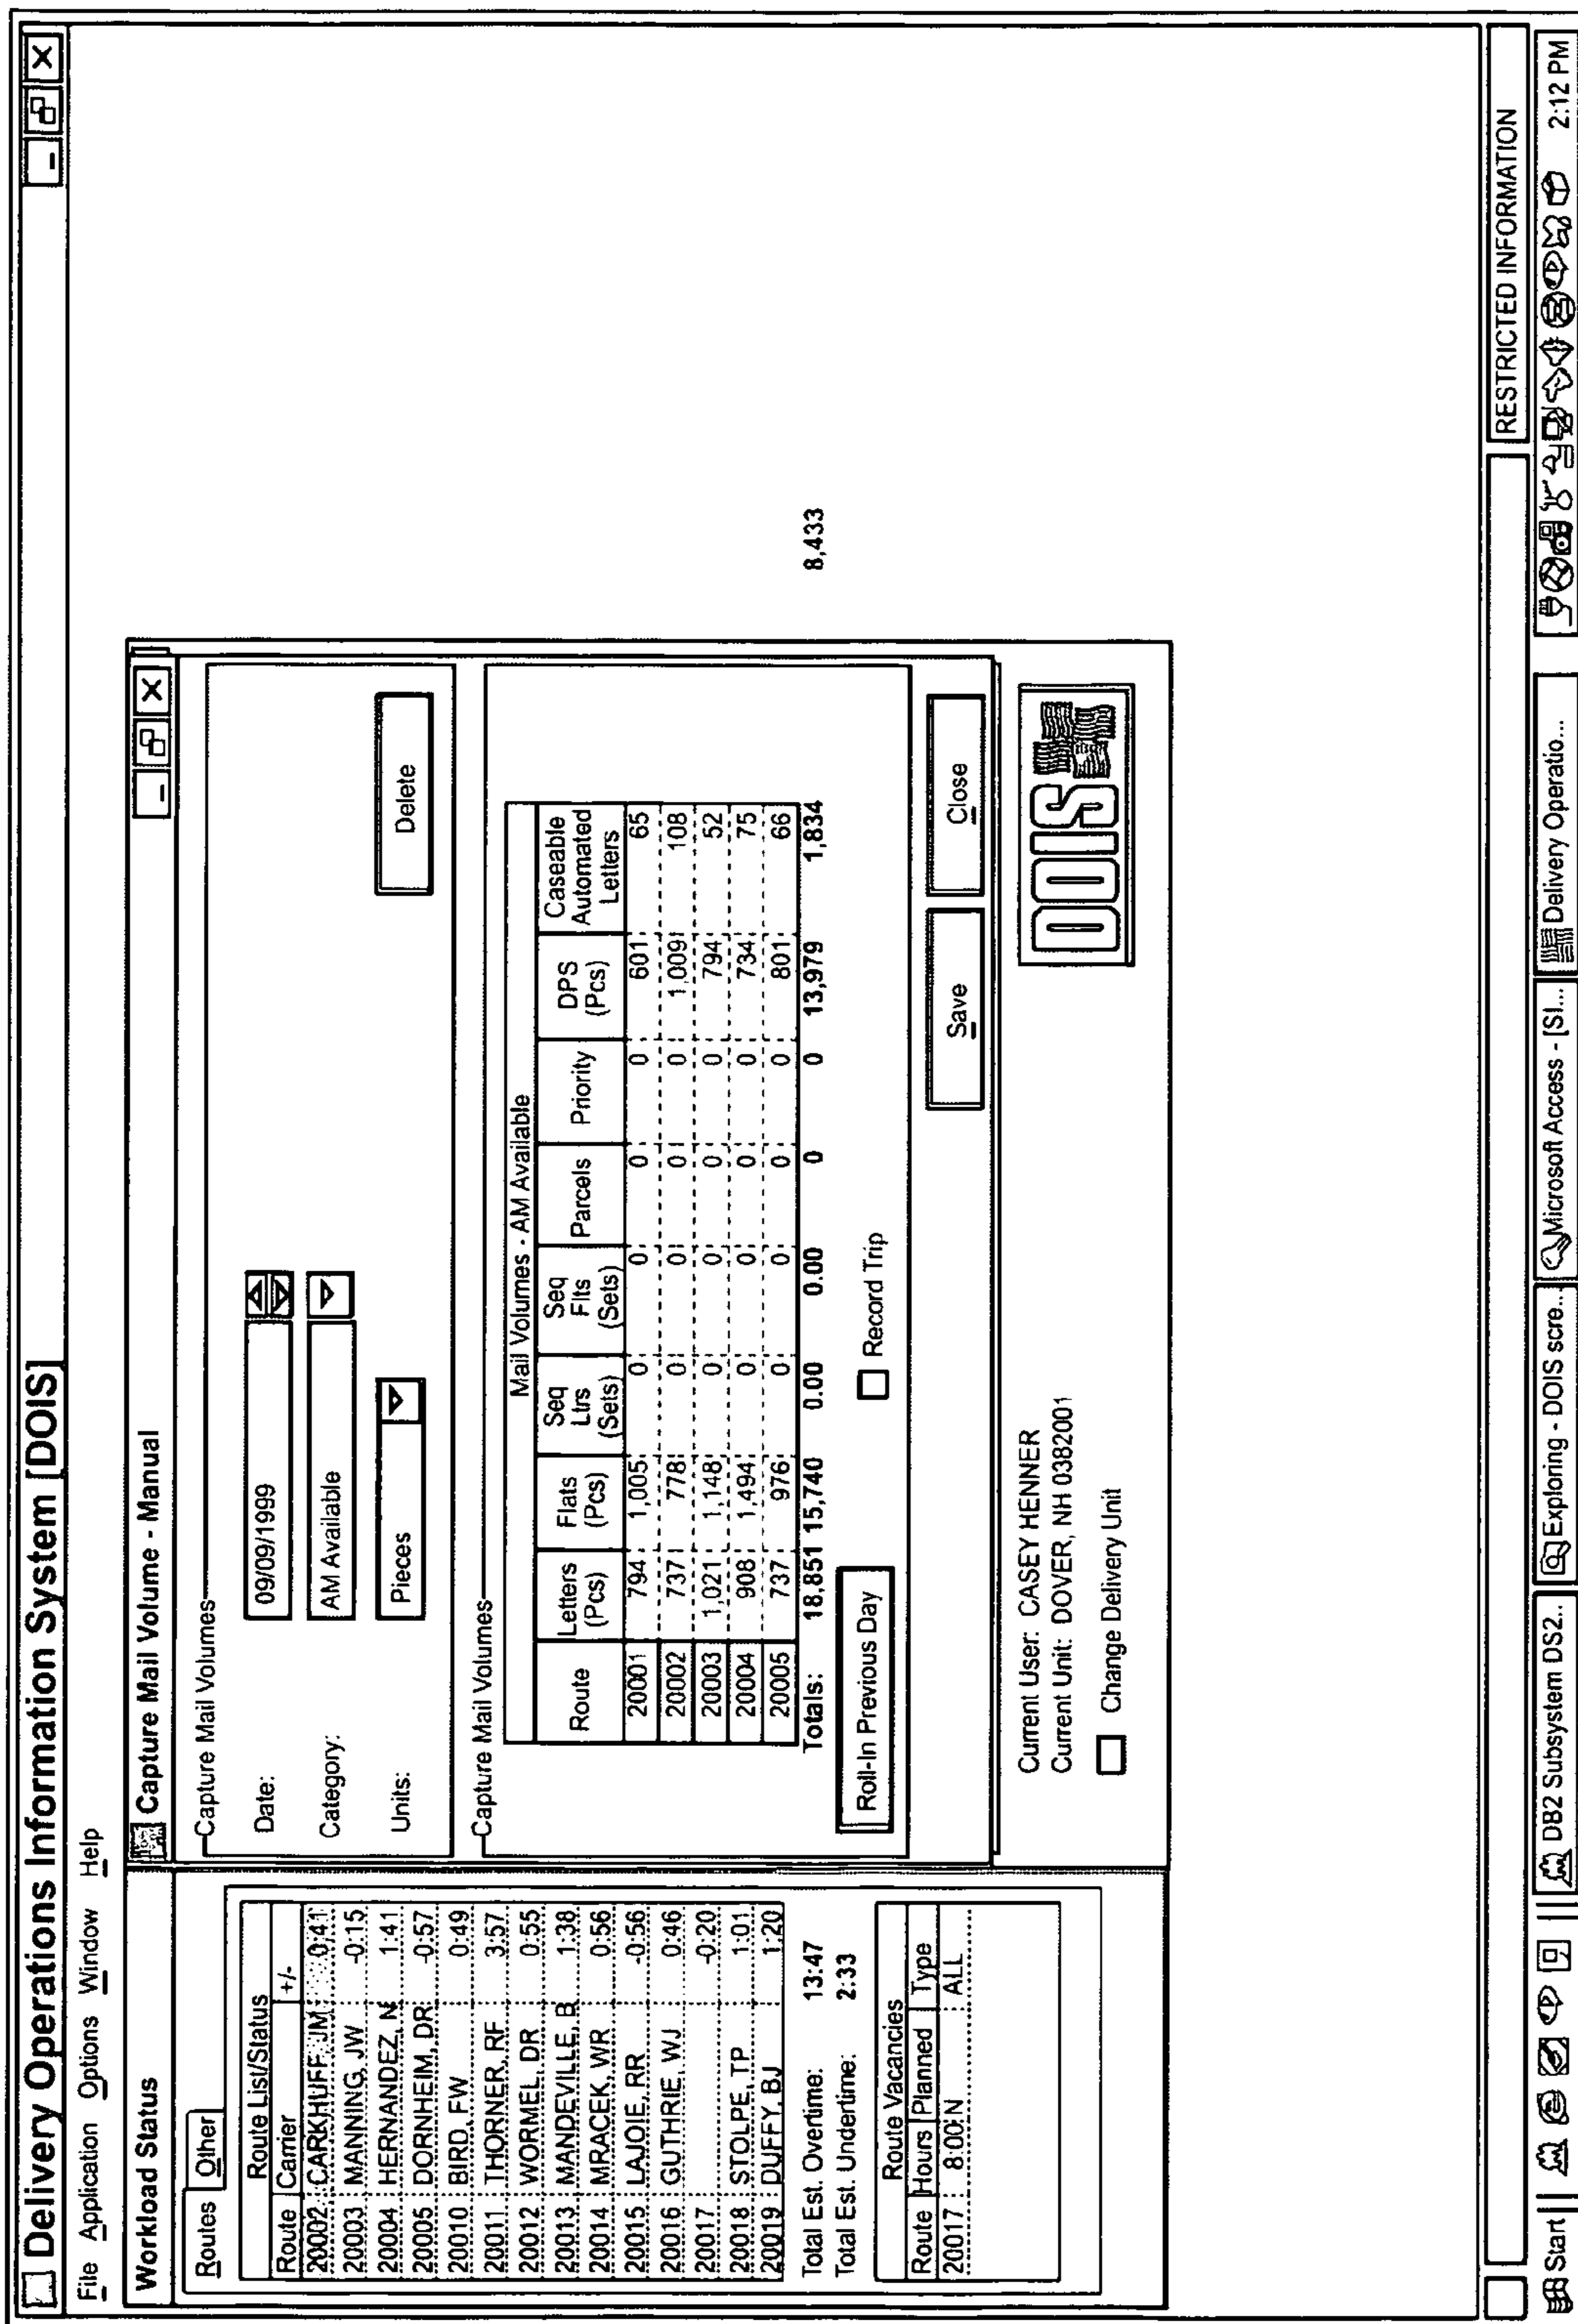 Delivery Operations Information System [DOIS]
File Application Options Window Help
Workload Status
Routes Other
Route List/Status
Route Carrier +/-
20002 CARKHUFF, JM 0:41
20003 MANNING, JW -0:15
20004 HERNANDEZ, N 1:41
20005 DORNHEIM, DR -0:57
20010 BIRD, FW 0:49
20011 THORNER, RF 3:57
20012 WORMEL, DR 0:55
20013 MANDEVILLE, B 1:38
20014 MRACEK, WR 0:56
20015 LAJOIE, RR -0:56
20016 GUTHRIE, WJ 0:46
20017 -0:20
20018 STOLPE, TP 1:01
20019 DUFFY, BJ 1:20
Total Est. Overtime: 13:47
Total Est. Undertime: 2:33
Route Vacancies
Route Hours Planned Type
20017 8:00 N ALL
Capture Mail Volume - Manual
Capture Mail Volumes
Date: 09/09/1999
Category: AM Available
Units: Pieces
Delete
Capture Mail Volumes
Mail Volumes - AM Available
Route Letters (Pcs) Flats (Pcs) Seq Ltrs (Sets) Seq Flts (Sets) Parcels Priority DPS (Pcs) Caseable Automated Letters
20001 794 1,005 0 0 0 0 601 65
20002 737 778 0 0 0 0 1,009 108
20003 1,021 1,148 0 0 0 0 794 52
20004 908 1,494 0 0 0 0 734 75
20005 737 976 0 0 0 0 801 66
Totals: 18,851 15,740 0.00 0.00 0 0 13,979 1,834
8,433
Roll-In Previous Day
Record Trip
Save Close
Current User: CASEY HENNER
Current Unit: DOVER, NH 0382001
Change Delivery Unit
DOIS
RESTRICTED INFORMATION
Start DB2 Subsystem DS2.. Exploring - DOIS scre... Microsoft Access - [SI... Delivery Operatio... 2:12 PM